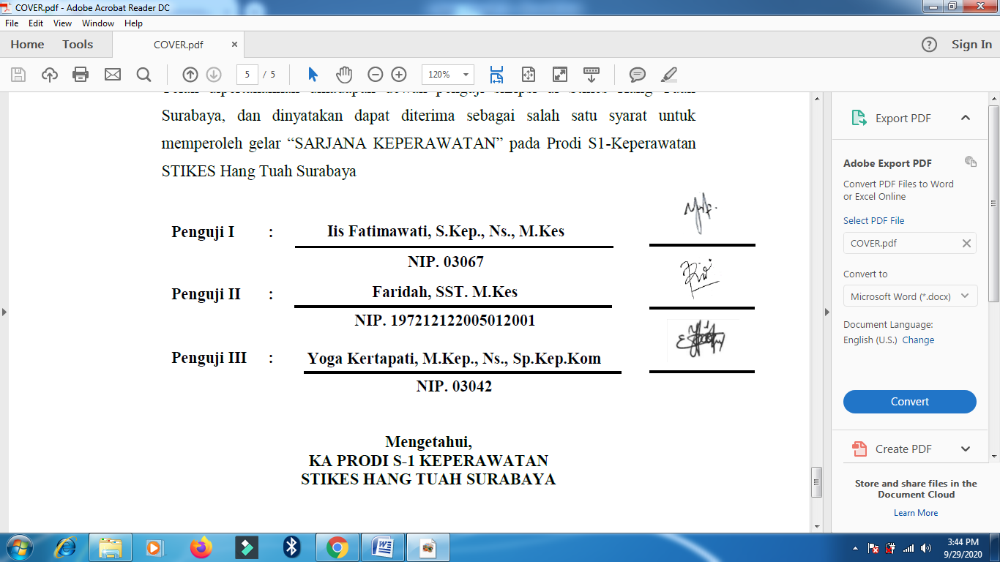 COVER.pdf - Adobe Acrobat Reader DC
File Edit View Window Help
Home Tools COVER.pdf × Sign In
5 / 5 120%
Surabaya, dan dinyatakan dapat diterima sebagai salah satu syarat untuk
memperoleh gelar “SARJANA KEPERAWATAN” pada Prodi S1-Keperawatan
STIKES Hang Tuah Surabaya
Penguji I : Iis Fatimawati, S.Kep., Ns., M.Kes
NIP. 03067
Penguji II : Faridah, SST. M.Kes
NIP. 197212122005012001
Penguji III : Yoga Kertapati, M.Kep., Ns., Sp.Kep.Kom
NIP. 03042
Mengetahui,
KA PRODI S-1 KEPERAWATAN
STIKES HANG TUAH SURABAYA
Export PDF
Adobe Export PDF
Convert PDF Files to Word
or Excel Online
Select PDF File
COVER.pdf
Convert to
Microsoft Word (*.docx)
Document Language:
English (U.S.) Change
Convert
Create PDF
Store and share files in the
Document Cloud
Learn More
3:44 PM
9/29/2020